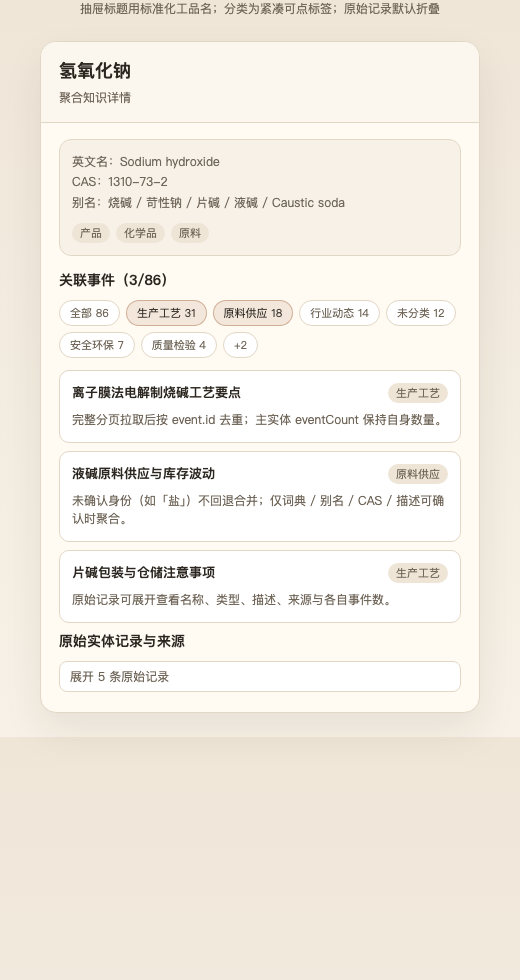 抽屉标题用标准化工品名；分类为紧凑可点标签；原始记录默认折叠
氢氧化钠
聚合知识详情
英文名：Sodium hydroxide
CAS：1310-73-2
别名：烧碱 / 苛性钠 / 片碱 / 液碱 / Caustic soda
产品 化学品 原料
关联事件（3/86）
全部 86 生产工艺 31 原料供应 18 行业动态 14 未分类 12
安全环保 7 质量检验 4 +2
离子膜法电解制烧碱工艺要点 生产工艺
完整分页拉取后按 event.id 去重；主实体 eventCount 保持自身数量。
液碱原料供应与库存波动 原料供应
未确认身份（如「盐」）不回退合并；仅词典 / 别名 / CAS / 描述可确
认时聚合。
片碱包装与仓储注意事项 生产工艺
原始记录可展开查看名称、类型、描述、来源与各自事件数。
原始实体记录与来源
展开 5 条原始记录